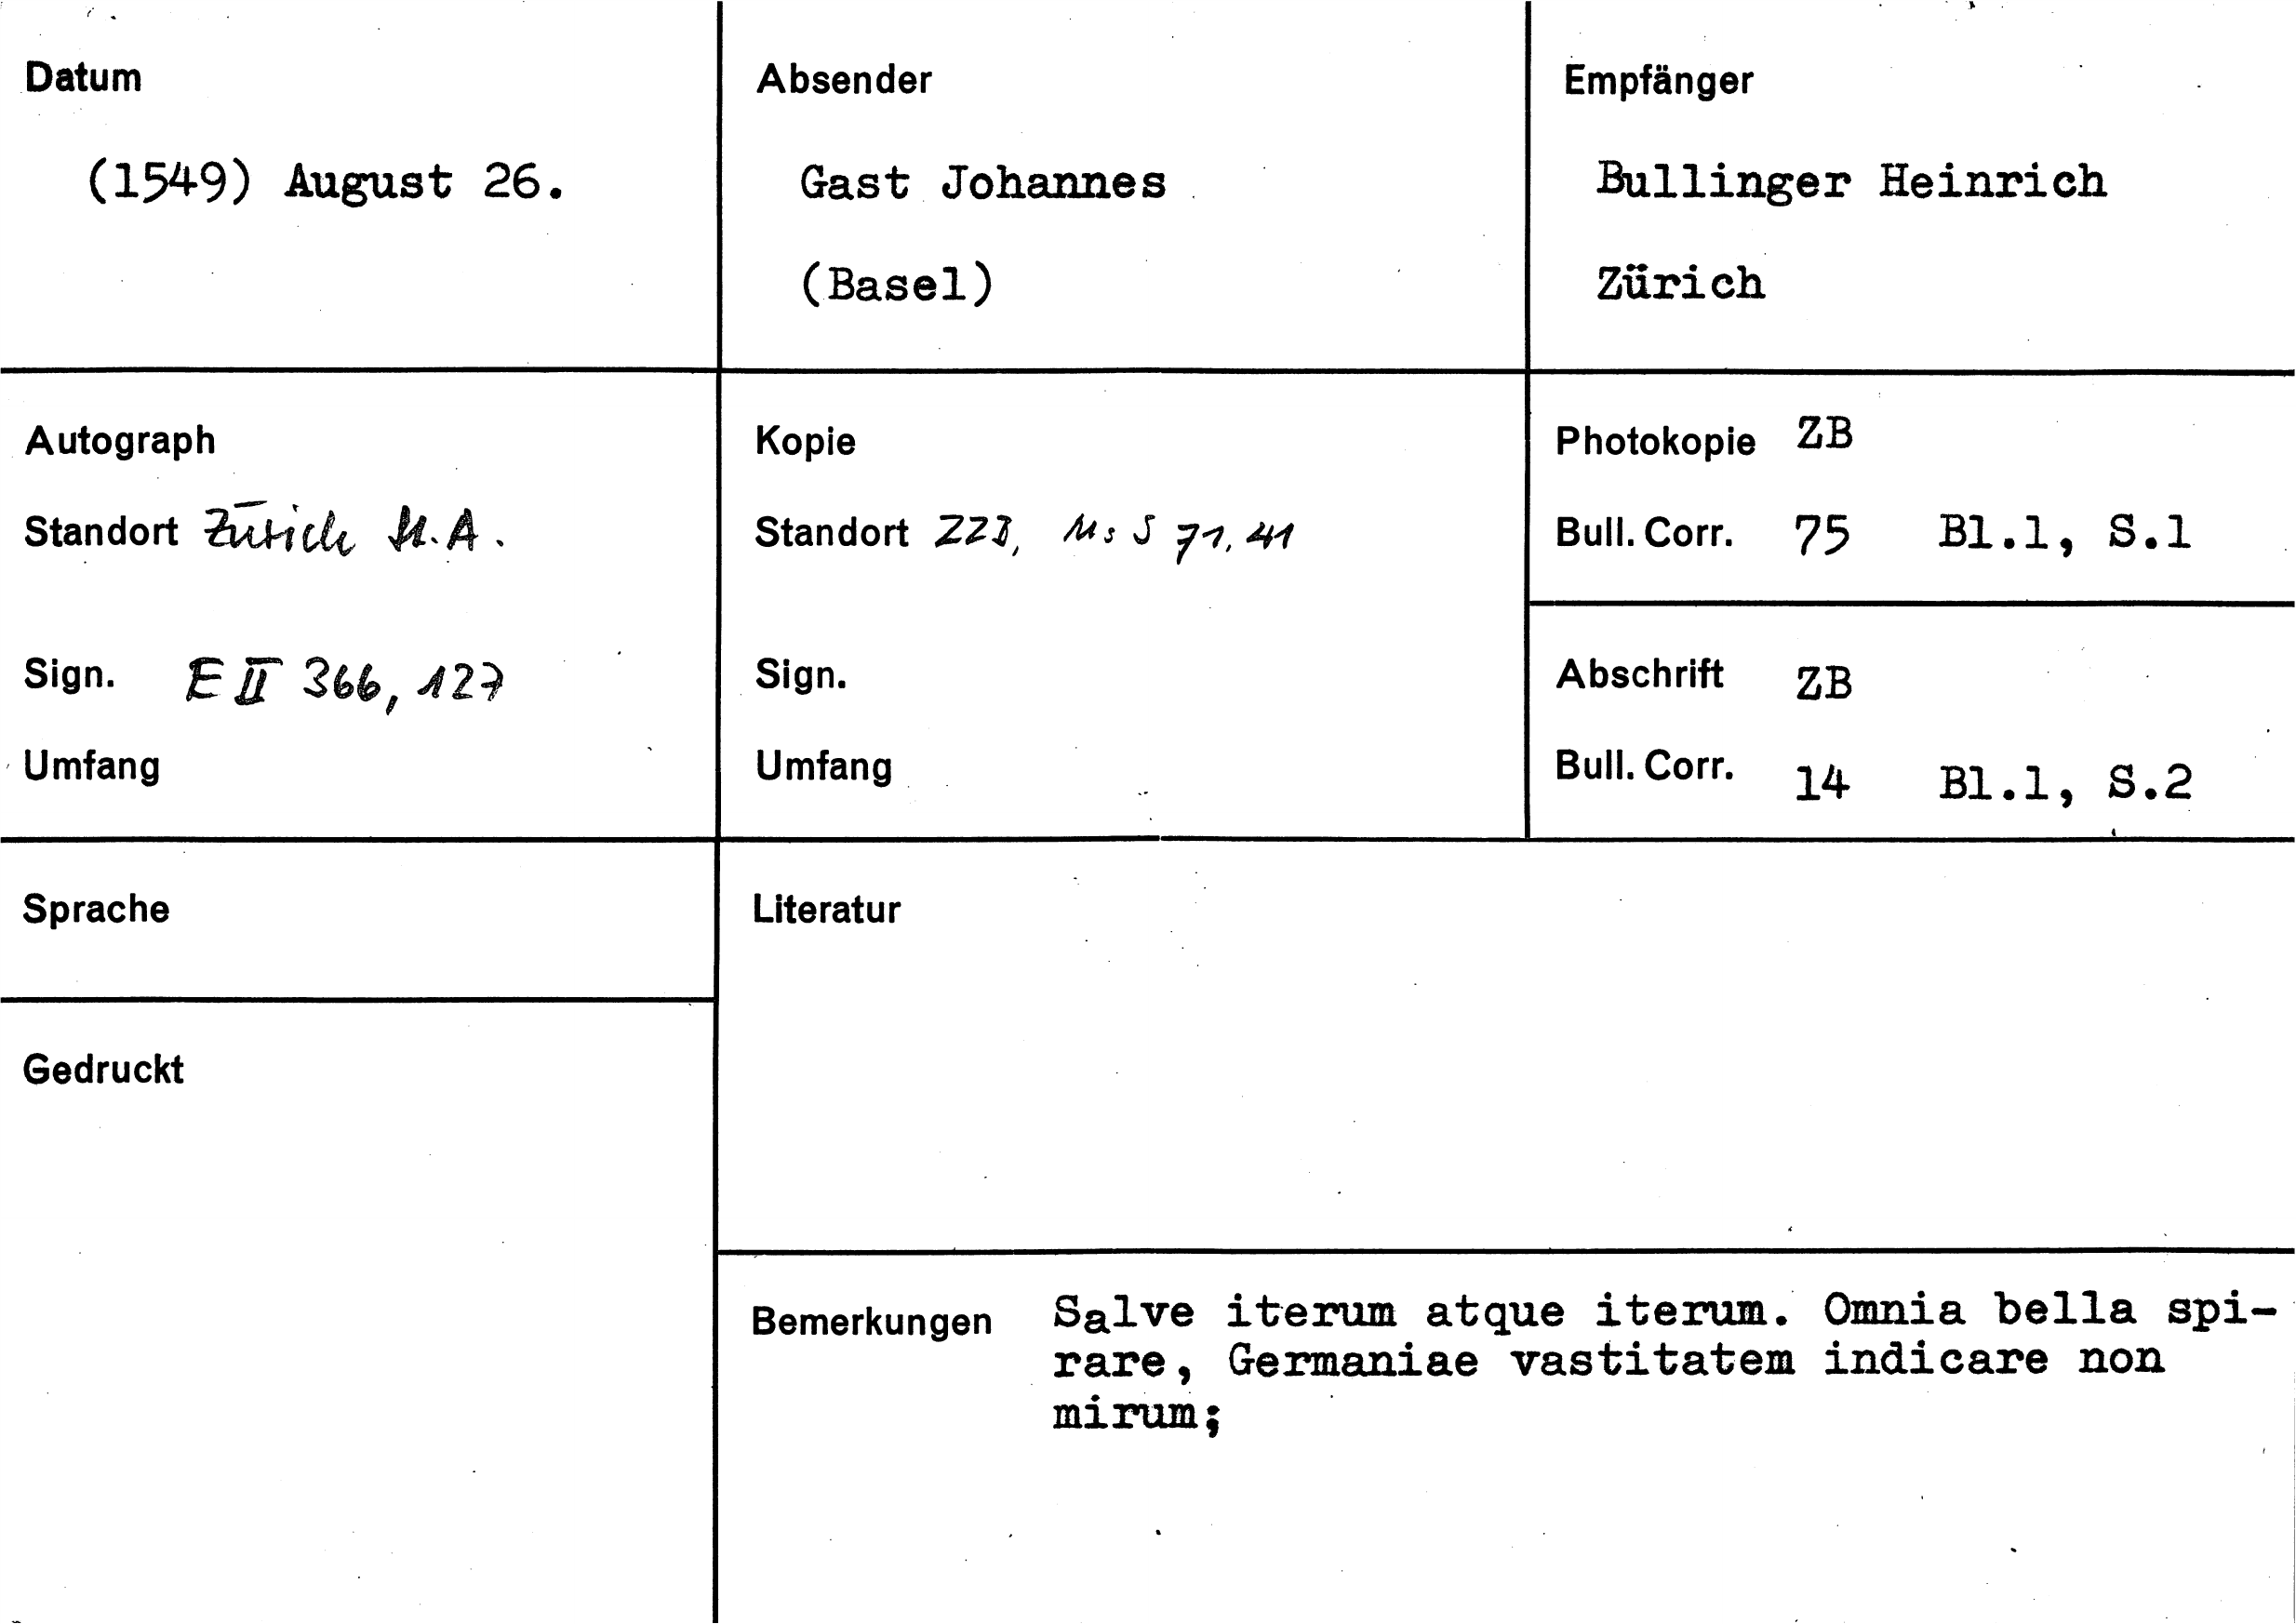 Datum
(1549) August 26.
Absender
Gast Johannes
(Basel)
Empfänger
Bullinger Heinrich
Zürich
Autograph
Standort Zürich St.A.
Sign. E II 366, 127
Umfang
Kopie
Standort ZZB, Ms S 71, 41
Sign.
Umfang
Photokopie ZB
Bull. Corr. 75 Bl.1, S.1
Abschrift ZB
Bull. Corr. 14 Bl.1, S.2
Sprache
Literatur
Gedruckt
Bemerkungen Salve iterum atque iterum. Omnia bella spi-
rare, Germaniae vastitatem indicare non
mirum;